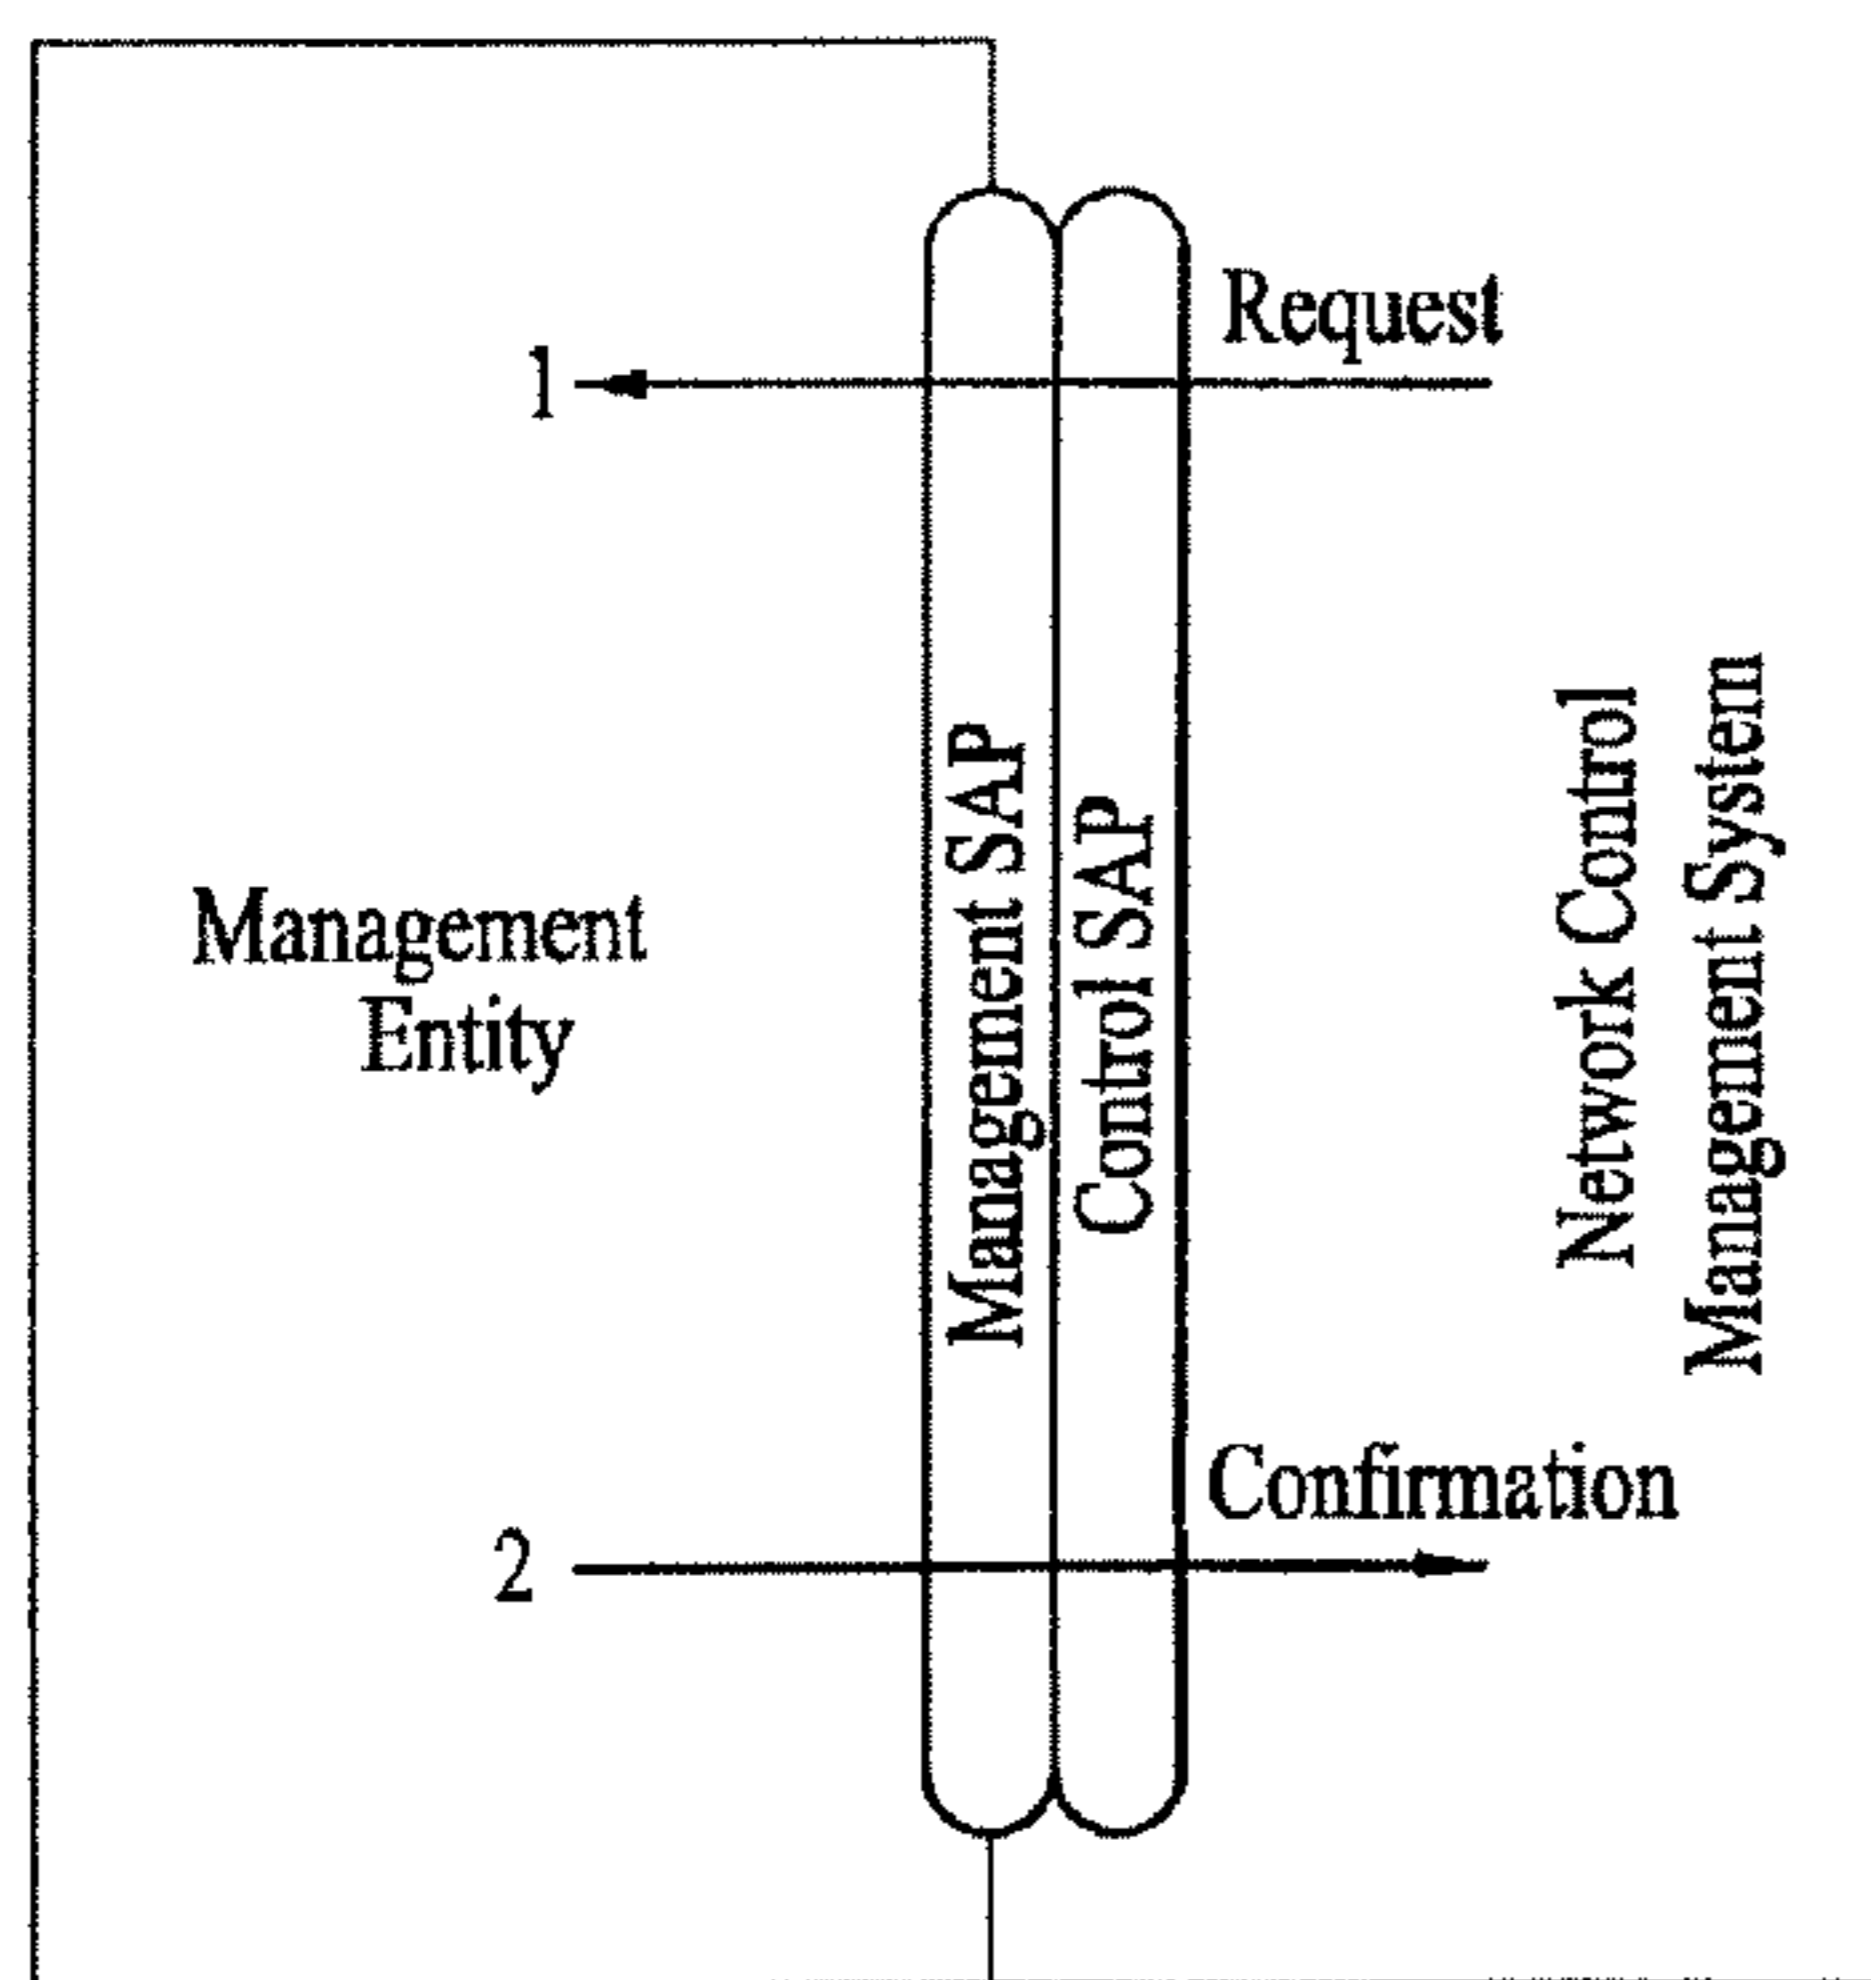 Request
1
Management
Entity
Management SAP
Control SAP
Network Control
Management System
Confirmation
2